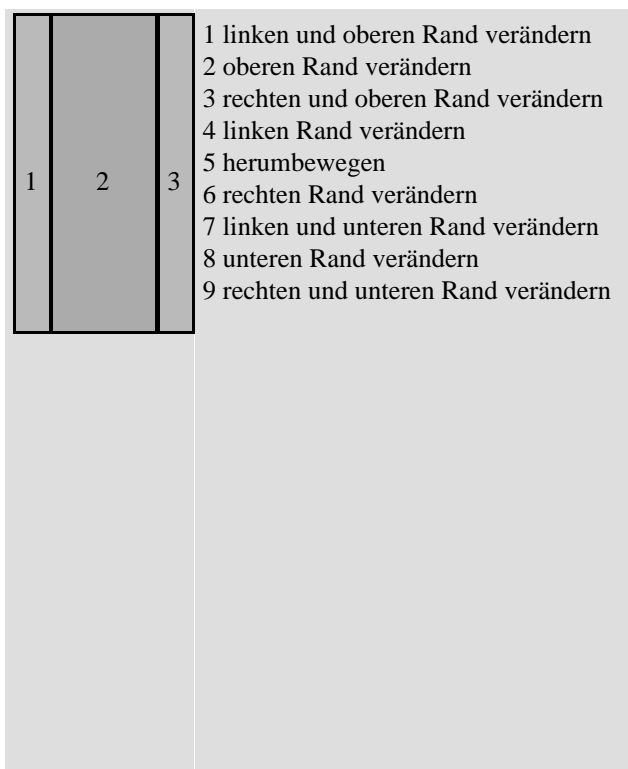 1 2 3
1 linken und oberen Rand verändern
2 oberen Rand verändern
3 rechten und oberen Rand verändern
4 linken Rand verändern
5 herumbewegen
6 rechten Rand verändern
7 linken und unteren Rand verändern
8 unteren Rand verändern
9 rechten und unteren Rand verändern